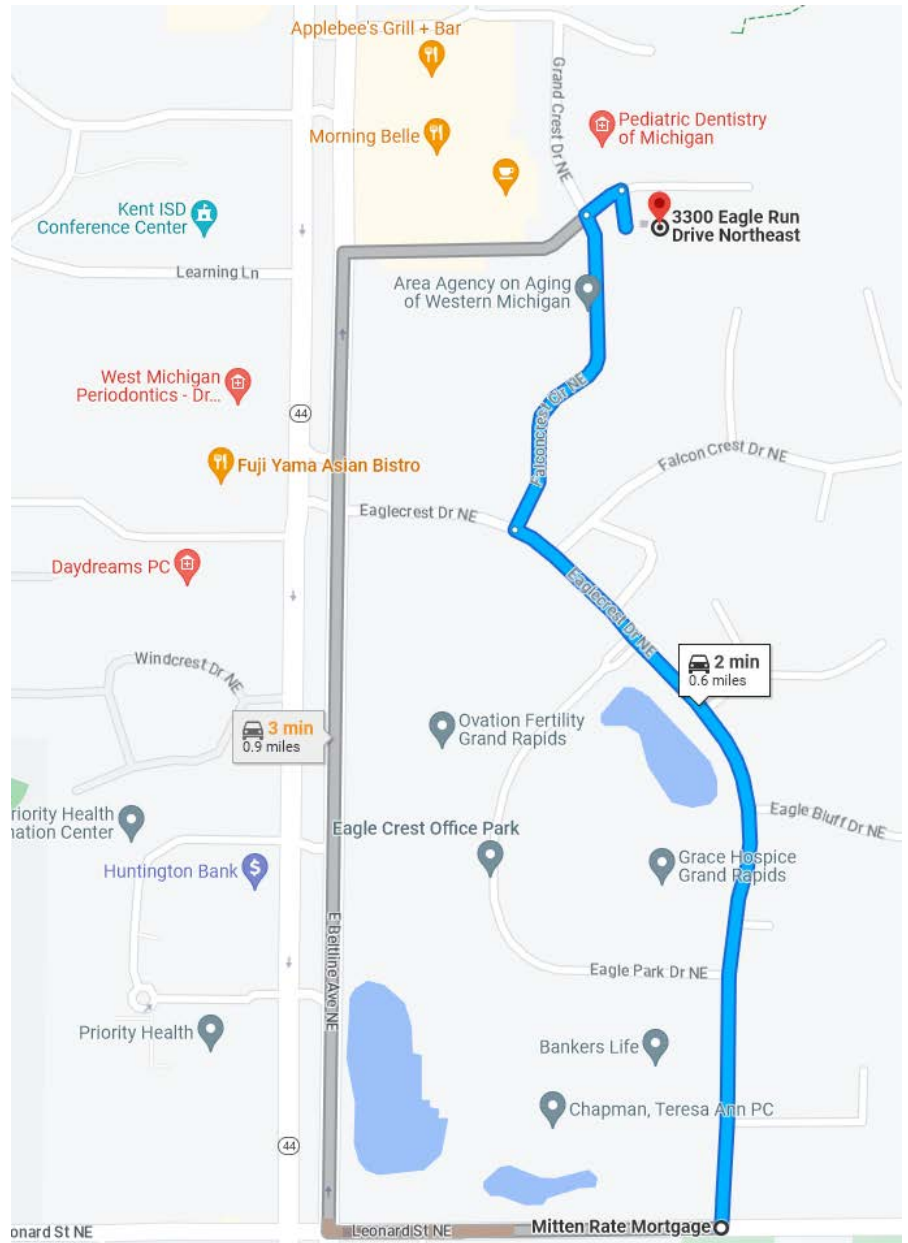 Applebee's Grill + Bar
Grand Crest Dr NE
Morning Belle
Pediatric Dentistry
of Michigan
Kent ISD
Conference Center
3300 Eagle Run
Drive Northeast
Learning Ln
Area Agency on Aging
of Western Michigan
West Michigan
Periodontics - Dr...
44
Falconcrest Cir NE
Fuji Yama Asian Bistro
Falcon Crest Dr NE
Eaglecrest Dr NE
Daydreams PC
Eaglecrest Dr NE
Windcrest Dr NE
2 min
0.6 miles
3 min
0.9 miles
Ovation Fertility
Grand Rapids
riority Health
nation Center
Eagle Crest Office Park
Eagle Bluff Dr NE
Huntington Bank
$
Grace Hospice
Grand Rapids
E Beltline Ave NE
Eagle Park Dr NE
Priority Health
Bankers Life
Chapman, Teresa Ann PC
44
eonard St NE
Leonard St NE
Mitten Rate Mortgage